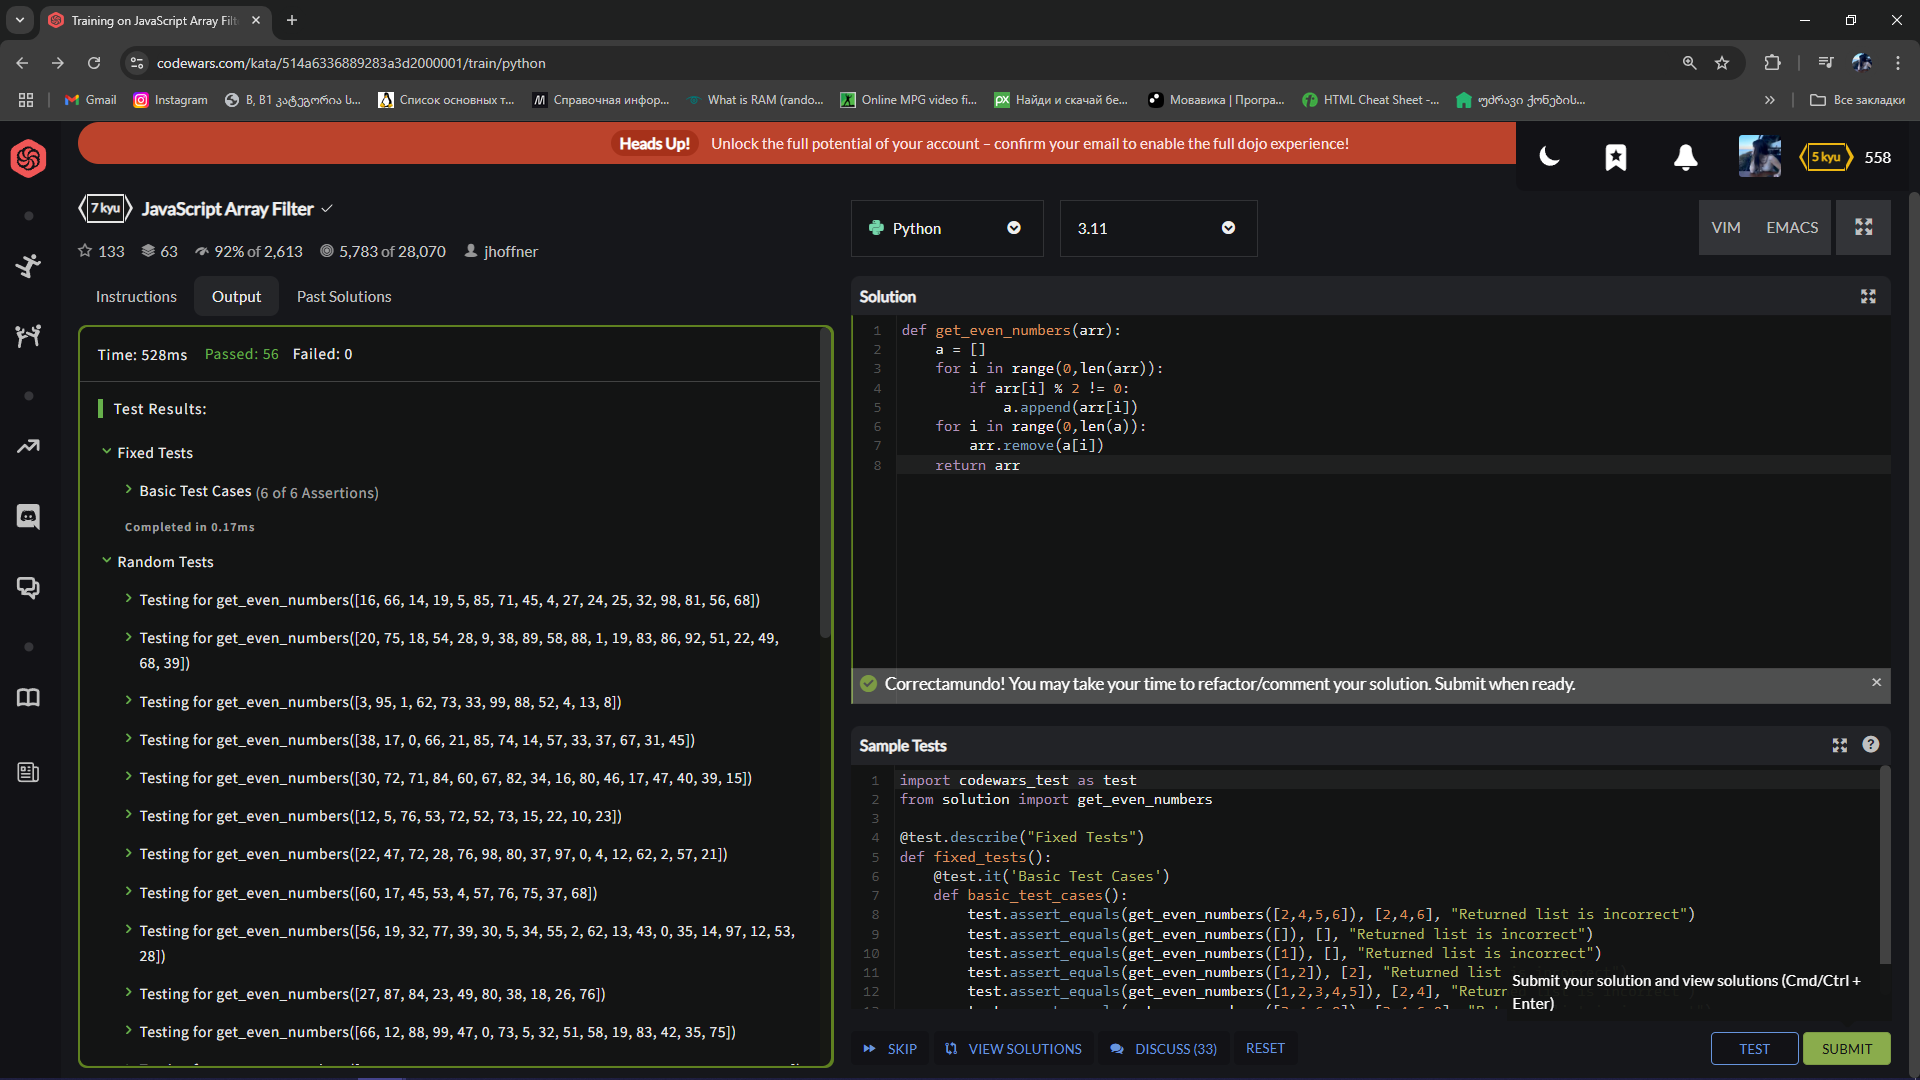 Training on JavaScript Array Filt
codewars.com/kata/514a6336889283a3d2000001/train/python
Gmail
Instagram
B, B1 კატეგორია ს...
Список основных т...
Справочная инфор...
What is RAM (rando...
Online MPG video fi...
Найди и скачай бе...
Мовавика | Програ...
HTML Cheat Sheet -...
უძრავი ქონების...
Все закладки
Heads Up! Unlock the full potential of your account – confirm your email to enable the full dojo experience!
5 kyu 558
7 kyu JavaScript Array Filter
133 63 92% of 2,613 5,783 of 28,070 jhoffner
Instructions Output Past Solutions
Time: 528ms Passed: 56 Failed: 0
Test Results:
Fixed Tests
Basic Test Cases (6 of 6 Assertions)
Completed in 0.17ms
Random Tests
Testing for get_even_numbers([16, 66, 14, 19, 5, 85, 71, 45, 4, 27, 24, 25, 32, 98, 81, 56, 68])
Testing for get_even_numbers([20, 75, 18, 54, 28, 9, 38, 89, 58, 88, 1, 19, 83, 86, 92, 51, 22, 49,
68, 39])
Testing for get_even_numbers([3, 95, 1, 62, 73, 33, 99, 88, 52, 4, 13, 8])
Testing for get_even_numbers([38, 17, 0, 66, 21, 85, 74, 14, 57, 33, 37, 67, 31, 45])
Testing for get_even_numbers([30, 72, 71, 84, 60, 67, 82, 34, 16, 80, 46, 17, 47, 40, 39, 15])
Testing for get_even_numbers([12, 5, 76, 53, 72, 52, 73, 15, 22, 10, 23])
Testing for get_even_numbers([22, 47, 72, 28, 76, 98, 80, 37, 97, 0, 4, 12, 62, 2, 57, 21])
Testing for get_even_numbers([60, 17, 45, 53, 4, 57, 76, 75, 37, 68])
Testing for get_even_numbers([56, 19, 32, 77, 39, 30, 5, 34, 55, 2, 62, 13, 43, 0, 35, 14, 97, 12, 53,
28])
Testing for get_even_numbers([27, 87, 84, 23, 49, 80, 38, 18, 26, 76])
Testing for get_even_numbers([66, 12, 88, 99, 47, 0, 73, 5, 32, 51, 58, 19, 83, 42, 35, 75])
Python 3.11 VIM EMACS
Solution
1 def get_even_numbers(arr):
2 a = []
3 for i in range(0,len(arr)):
4 if arr[i] % 2 != 0:
5 a.append(arr[i])
6 for i in range(0,len(a)):
7 arr.remove(a[i])
8 return arr
Correctamundo! You may take your time to refactor/comment your solution. Submit when ready.
Sample Tests
1 import codewars_test as test
2 from solution import get_even_numbers
3
4 @test.describe("Fixed Tests")
5 def fixed_tests():
6 @test.it('Basic Test Cases')
7 def basic_test_cases():
8 test.assert_equals(get_even_numbers([2,4,5,6]), [2,4,6], "Returned list is incorrect")
9 test.assert_equals(get_even_numbers([]), [], "Returned list is incorrect")
10 test.assert_equals(get_even_numbers([1]), [], "Returned list is incorrect")
11 test.assert_equals(get_even_numbers([1,2]), [2], "Returned list
12 test.assert_equals(get_even_numbers([1,2,3,4,5]), [2,4], "Retur
Submit your solution and view solutions (Cmd/Ctrl +
Enter)
SKIP VIEW SOLUTIONS DISCUSS (33) RESET TEST SUBMIT